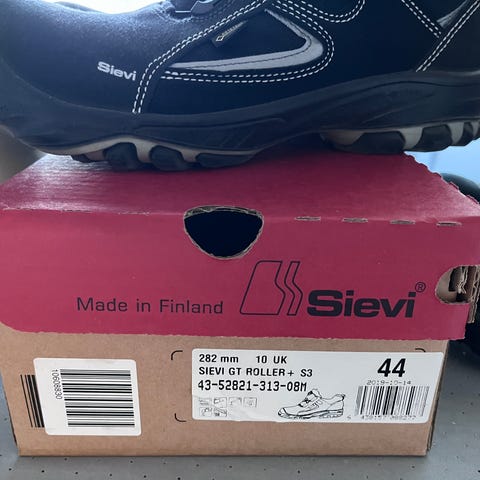 Sievi
Made in Finland
Sievi®
282 mm 10 UK
SIEVI GT ROLLER+ S3
43-52821-313-08M
44
2019-10-14
10608830